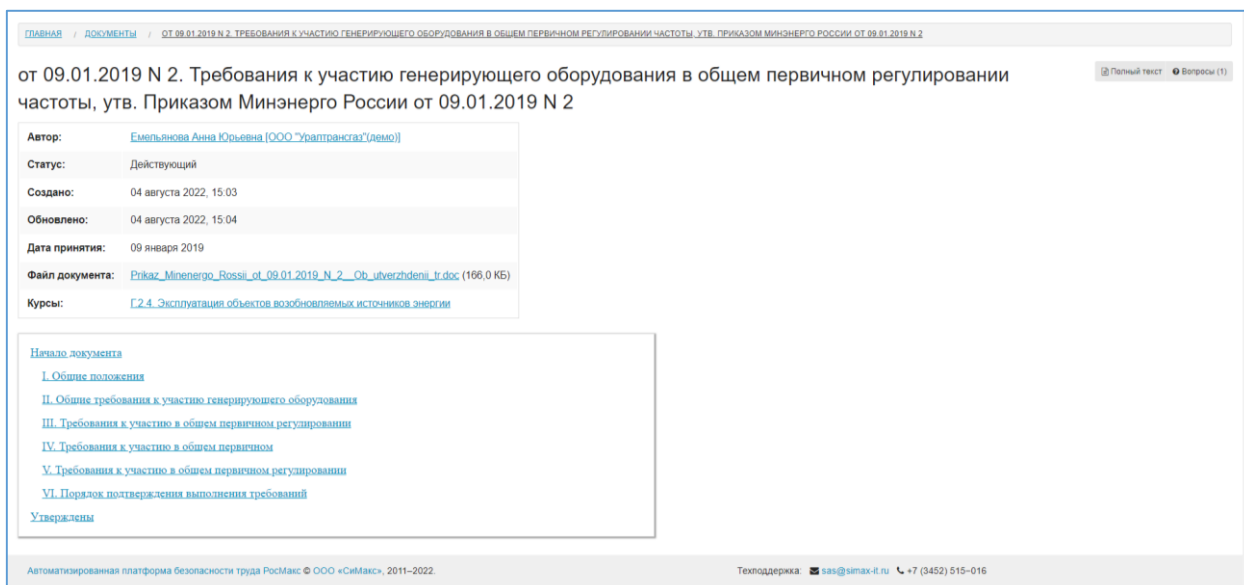 ГЛАВНАЯ / ДОКУМЕНТЫ / ОТ 09.01.2019 N 2. ТРЕБОВАНИЯ К УЧАСТИЮ ГЕНЕРИРУЮЩЕГО ОБОРУДОВАНИЯ В ОБЩЕМ ПЕРВИЧНОМ РЕГУЛИРОВАНИИ ЧАСТОТЫ, УТВ. ПРИКАЗОМ МИНЭНЕРГО РОССИИ ОТ 09.01.2019 N 2
от 09.01.2019 N 2. Требования к участию генерирующего оборудования в общем первичном регулировании
частоты, утв. Приказом Минэнерго России от 09.01.2019 N 2
Полный текст Вопросы (1)
Автор: Емельянова Анна Юрьевна [ООО "Уралтрансгаз"(демо)]
Статус: Действующий
Создано: 04 августа 2022, 15:03
Обновлено: 04 августа 2022, 15:04
Дата принятия: 09 января 2019
Файл документа: Prikaz_Minenergo_Rossii_ot_09.01.2019_N_2__Ob_utverzhdenii_tr.doc (166,0 КБ)
Курсы: Г.2.4. Эксплуатация объектов возобновляемых источников энергии
Начало документа
I. Общие положения
II. Общие требования к участию генерирующего оборудования
III. Требования к участию в общем первичном регулировании
IV. Требования к участию в общем первичном
V. Требования к участию в общем первичном регулировании
VI. Порядок подтверждения выполнения требований
Утверждены
Автоматизированная платформа безопасности труда РосМакс © ООО «СиМакс», 2011–2022.
Техподдержка: sas@simax-it.ru +7 (3452) 515–016